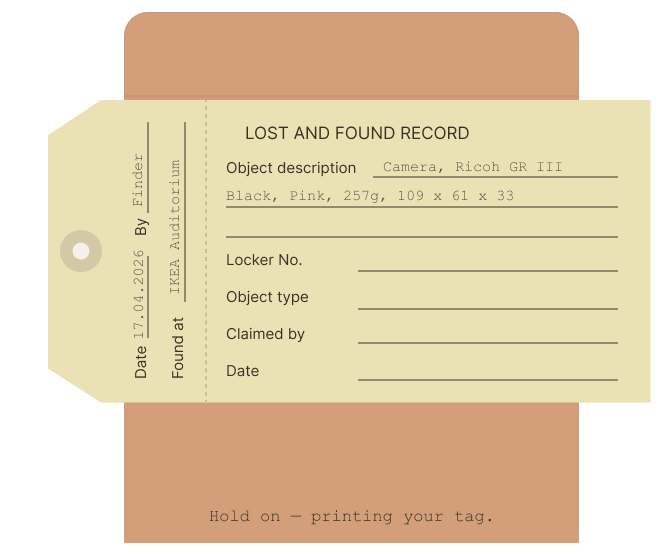 Date 17.04.2026 By Finder
Found at IKEA Auditorium
LOST AND FOUND RECORD
Object description Camera, Ricoh GR III
Black, Pink, 257g, 109 x 61 x 33
Locker No.
Object type
Claimed by
Date
Hold on — printing your tag.